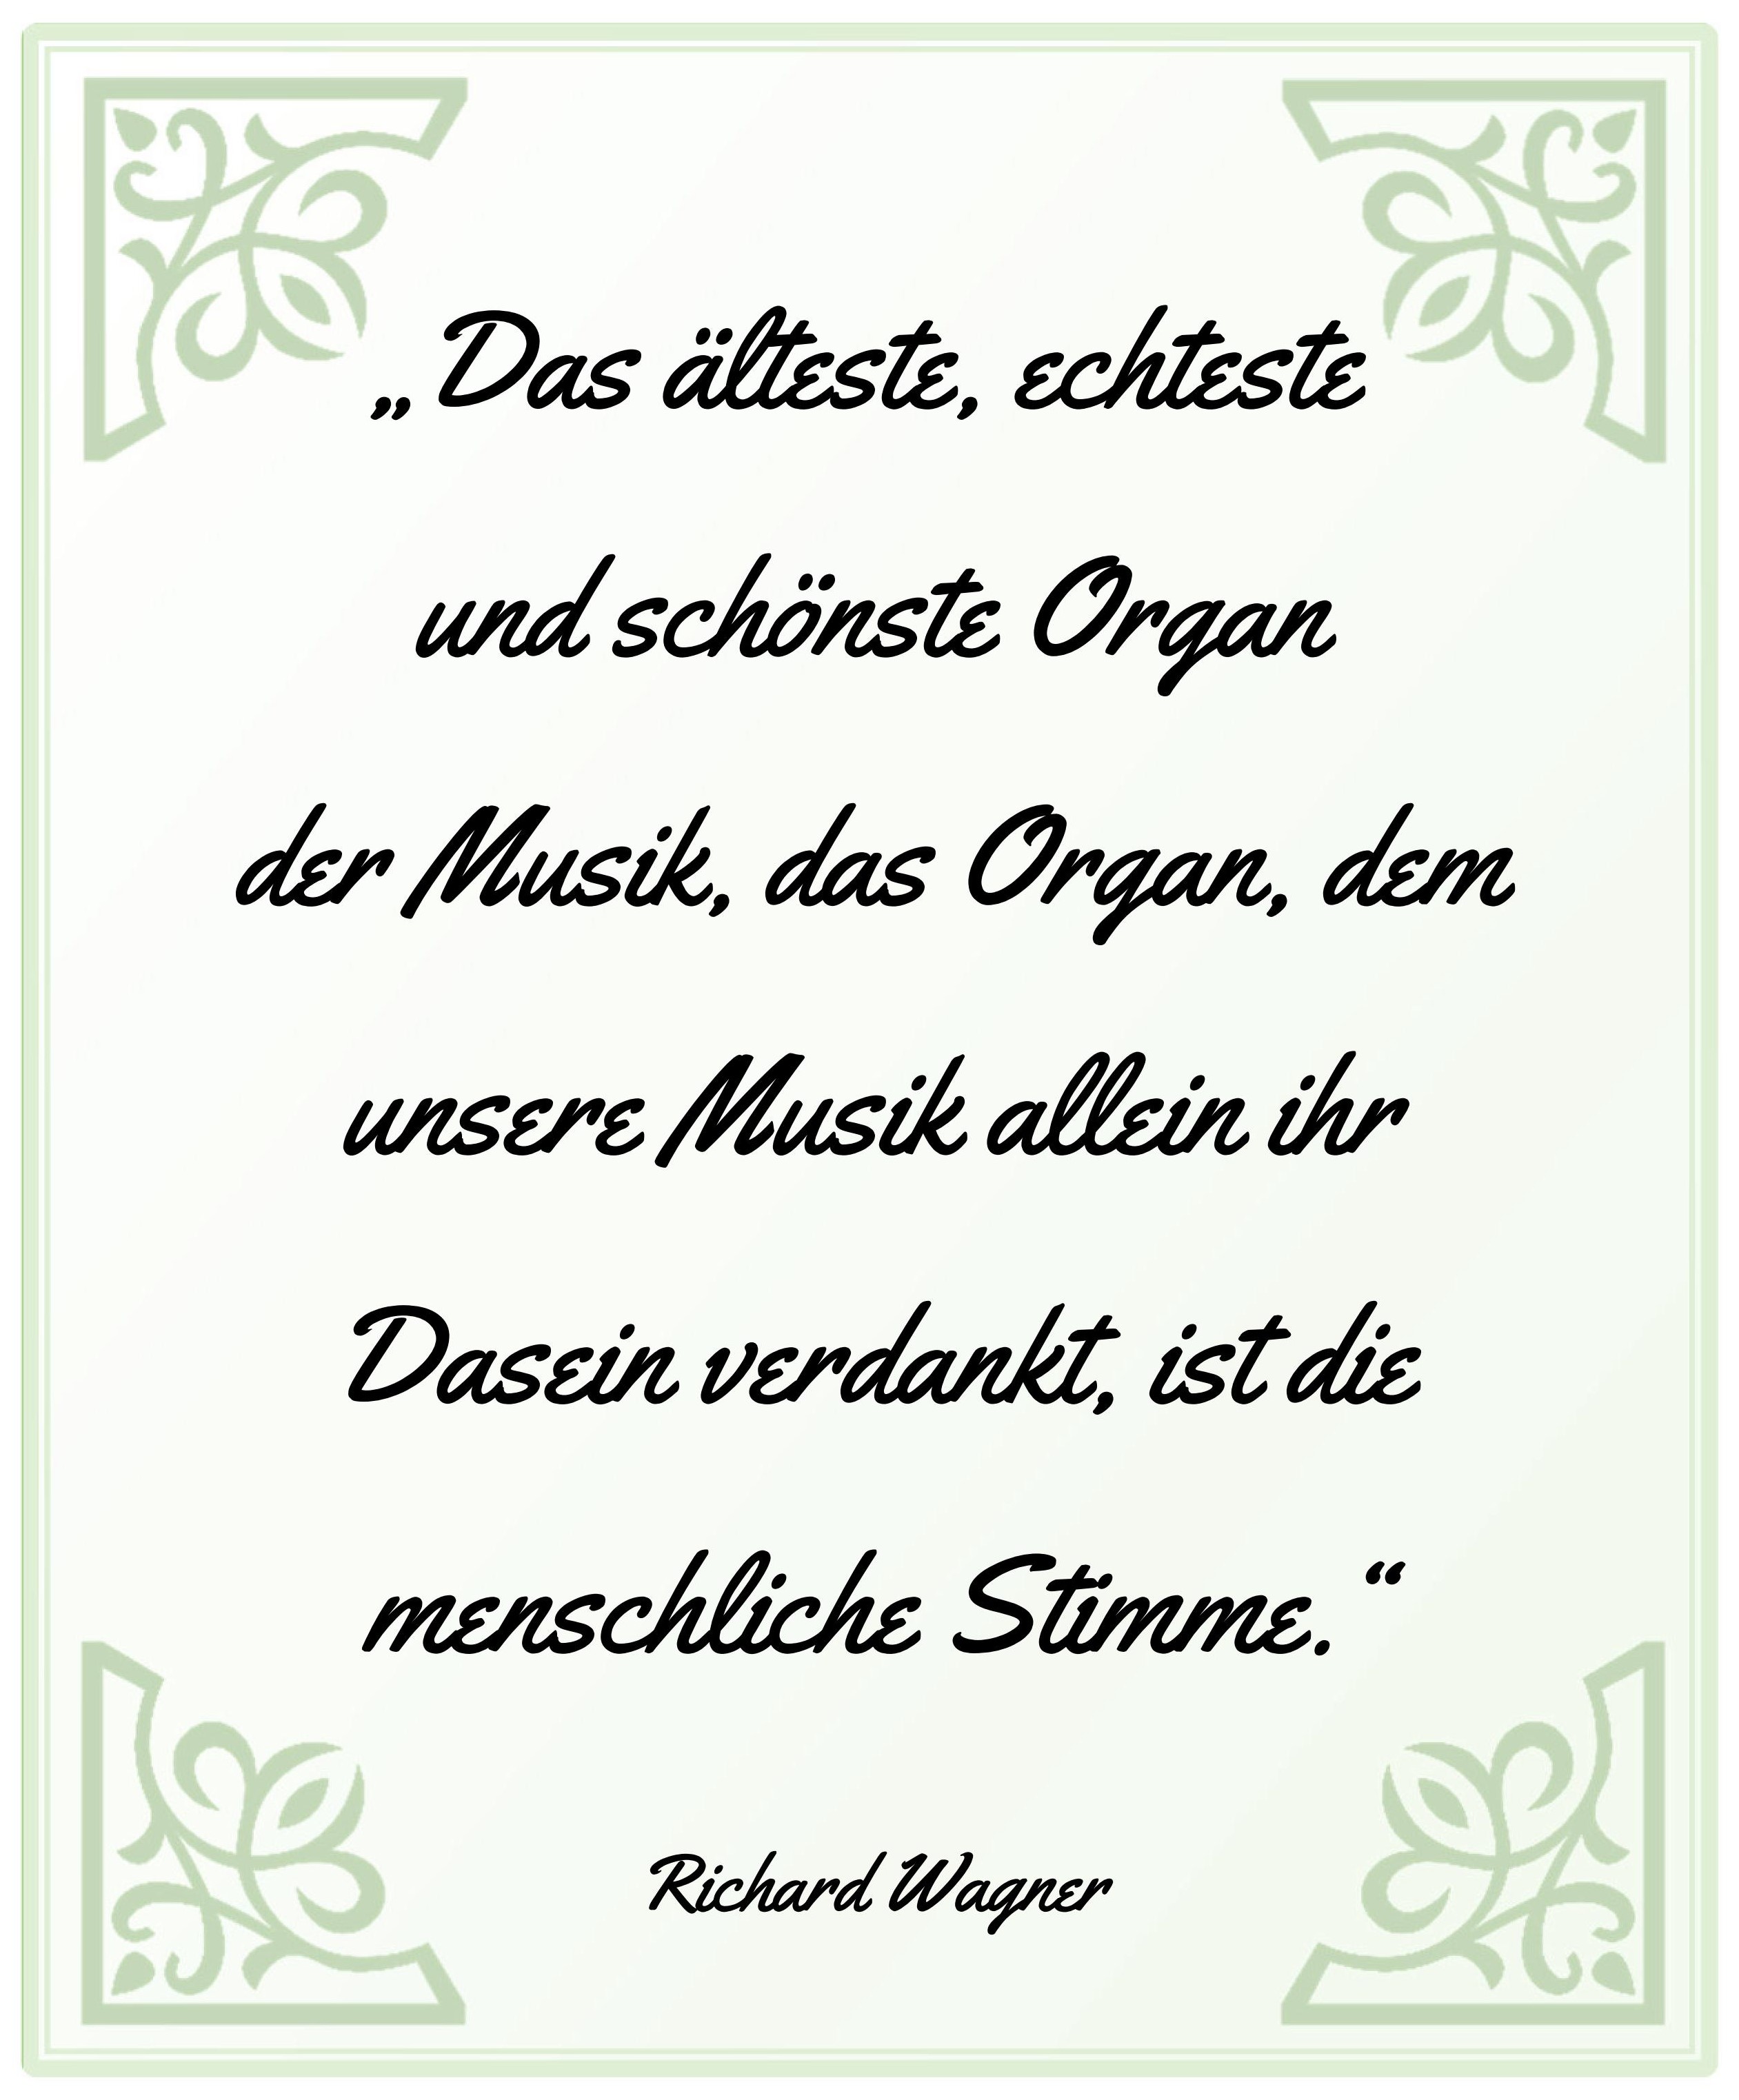 „Das älteste, echteste
und schönste Organ
der Musik, das Organ, dem
unsere Musik allein ihr
Dasein verdankt, ist die
menschliche Stimme.“
Richard Wagner